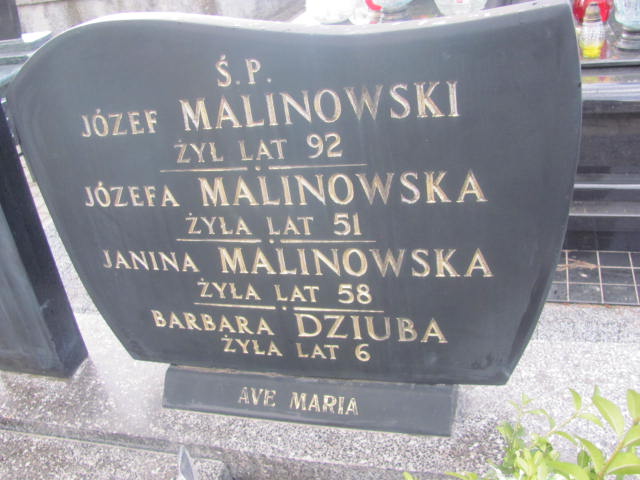 Ś.P.
JÓZEF MALINOWSKI
ŻYŁ LAT 92
JÓZEFA MALINOWSKA
ŻYŁA LAT 51
JANINA MALINOWSKA
ŻYŁA LAT 58
BARBARA DZIUBA
ŻYŁA LAT 6
AVE MARIA